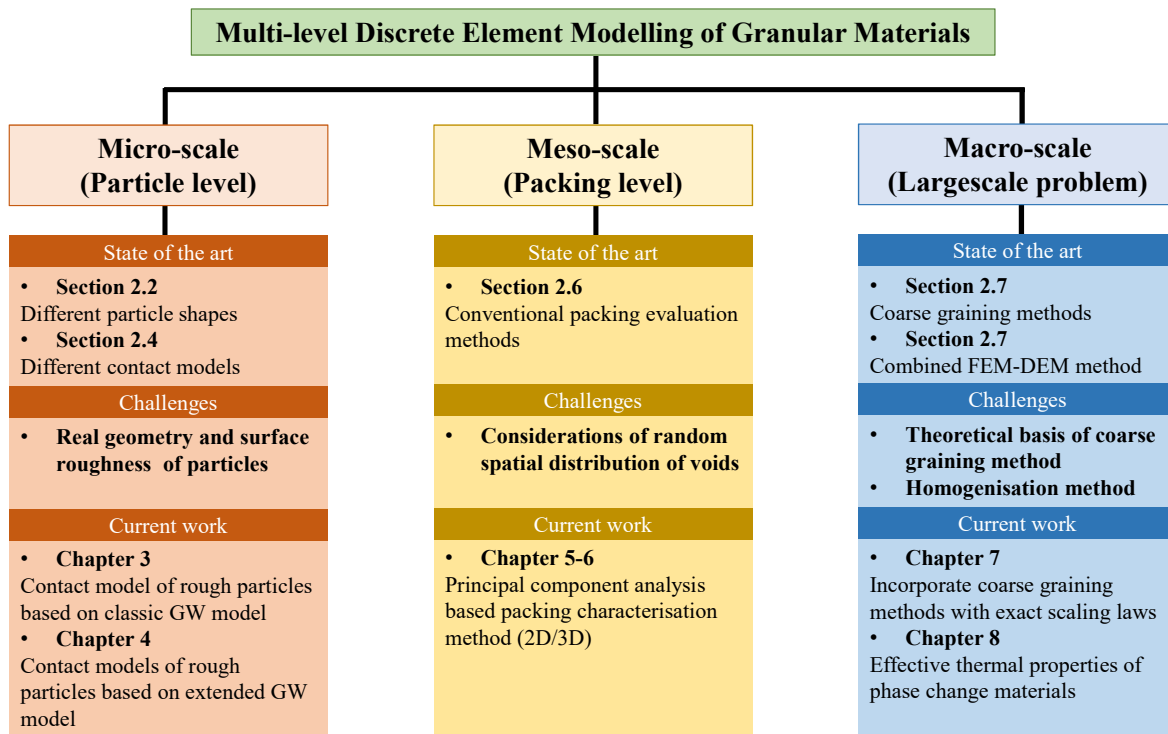 Multi-level Discrete Element Modelling of Granular Materials
Micro-scale
(Particle level)
State of the art
• Section 2.2
Different particle shapes
• Section 2.4
Different contact models
Challenges
• Real geometry and surface
roughness of particles
Current work
• Chapter 3
Contact model of rough particles
based on classic GW model
• Chapter 4
Contact models of rough
particles based on extended GW
model
Meso-scale
(Packing level)
State of the art
• Section 2.6
Conventional packing evaluation
methods
Challenges
• Considerations of random
spatial distribution of voids
Current work
• Chapter 5-6
Principal component analysis
based packing characterisation
method (2D/3D)
Macro-scale
(Largescale problem)
State of the art
• Section 2.7
Coarse graining methods
• Section 2.7
Combined FEM-DEM method
Challenges
• Theoretical basis of coarse
graining method
• Homogenisation method
Current work
• Chapter 7
Incorporate coarse graining
methods with exact scaling laws
• Chapter 8
Effective thermal properties of
phase change materials